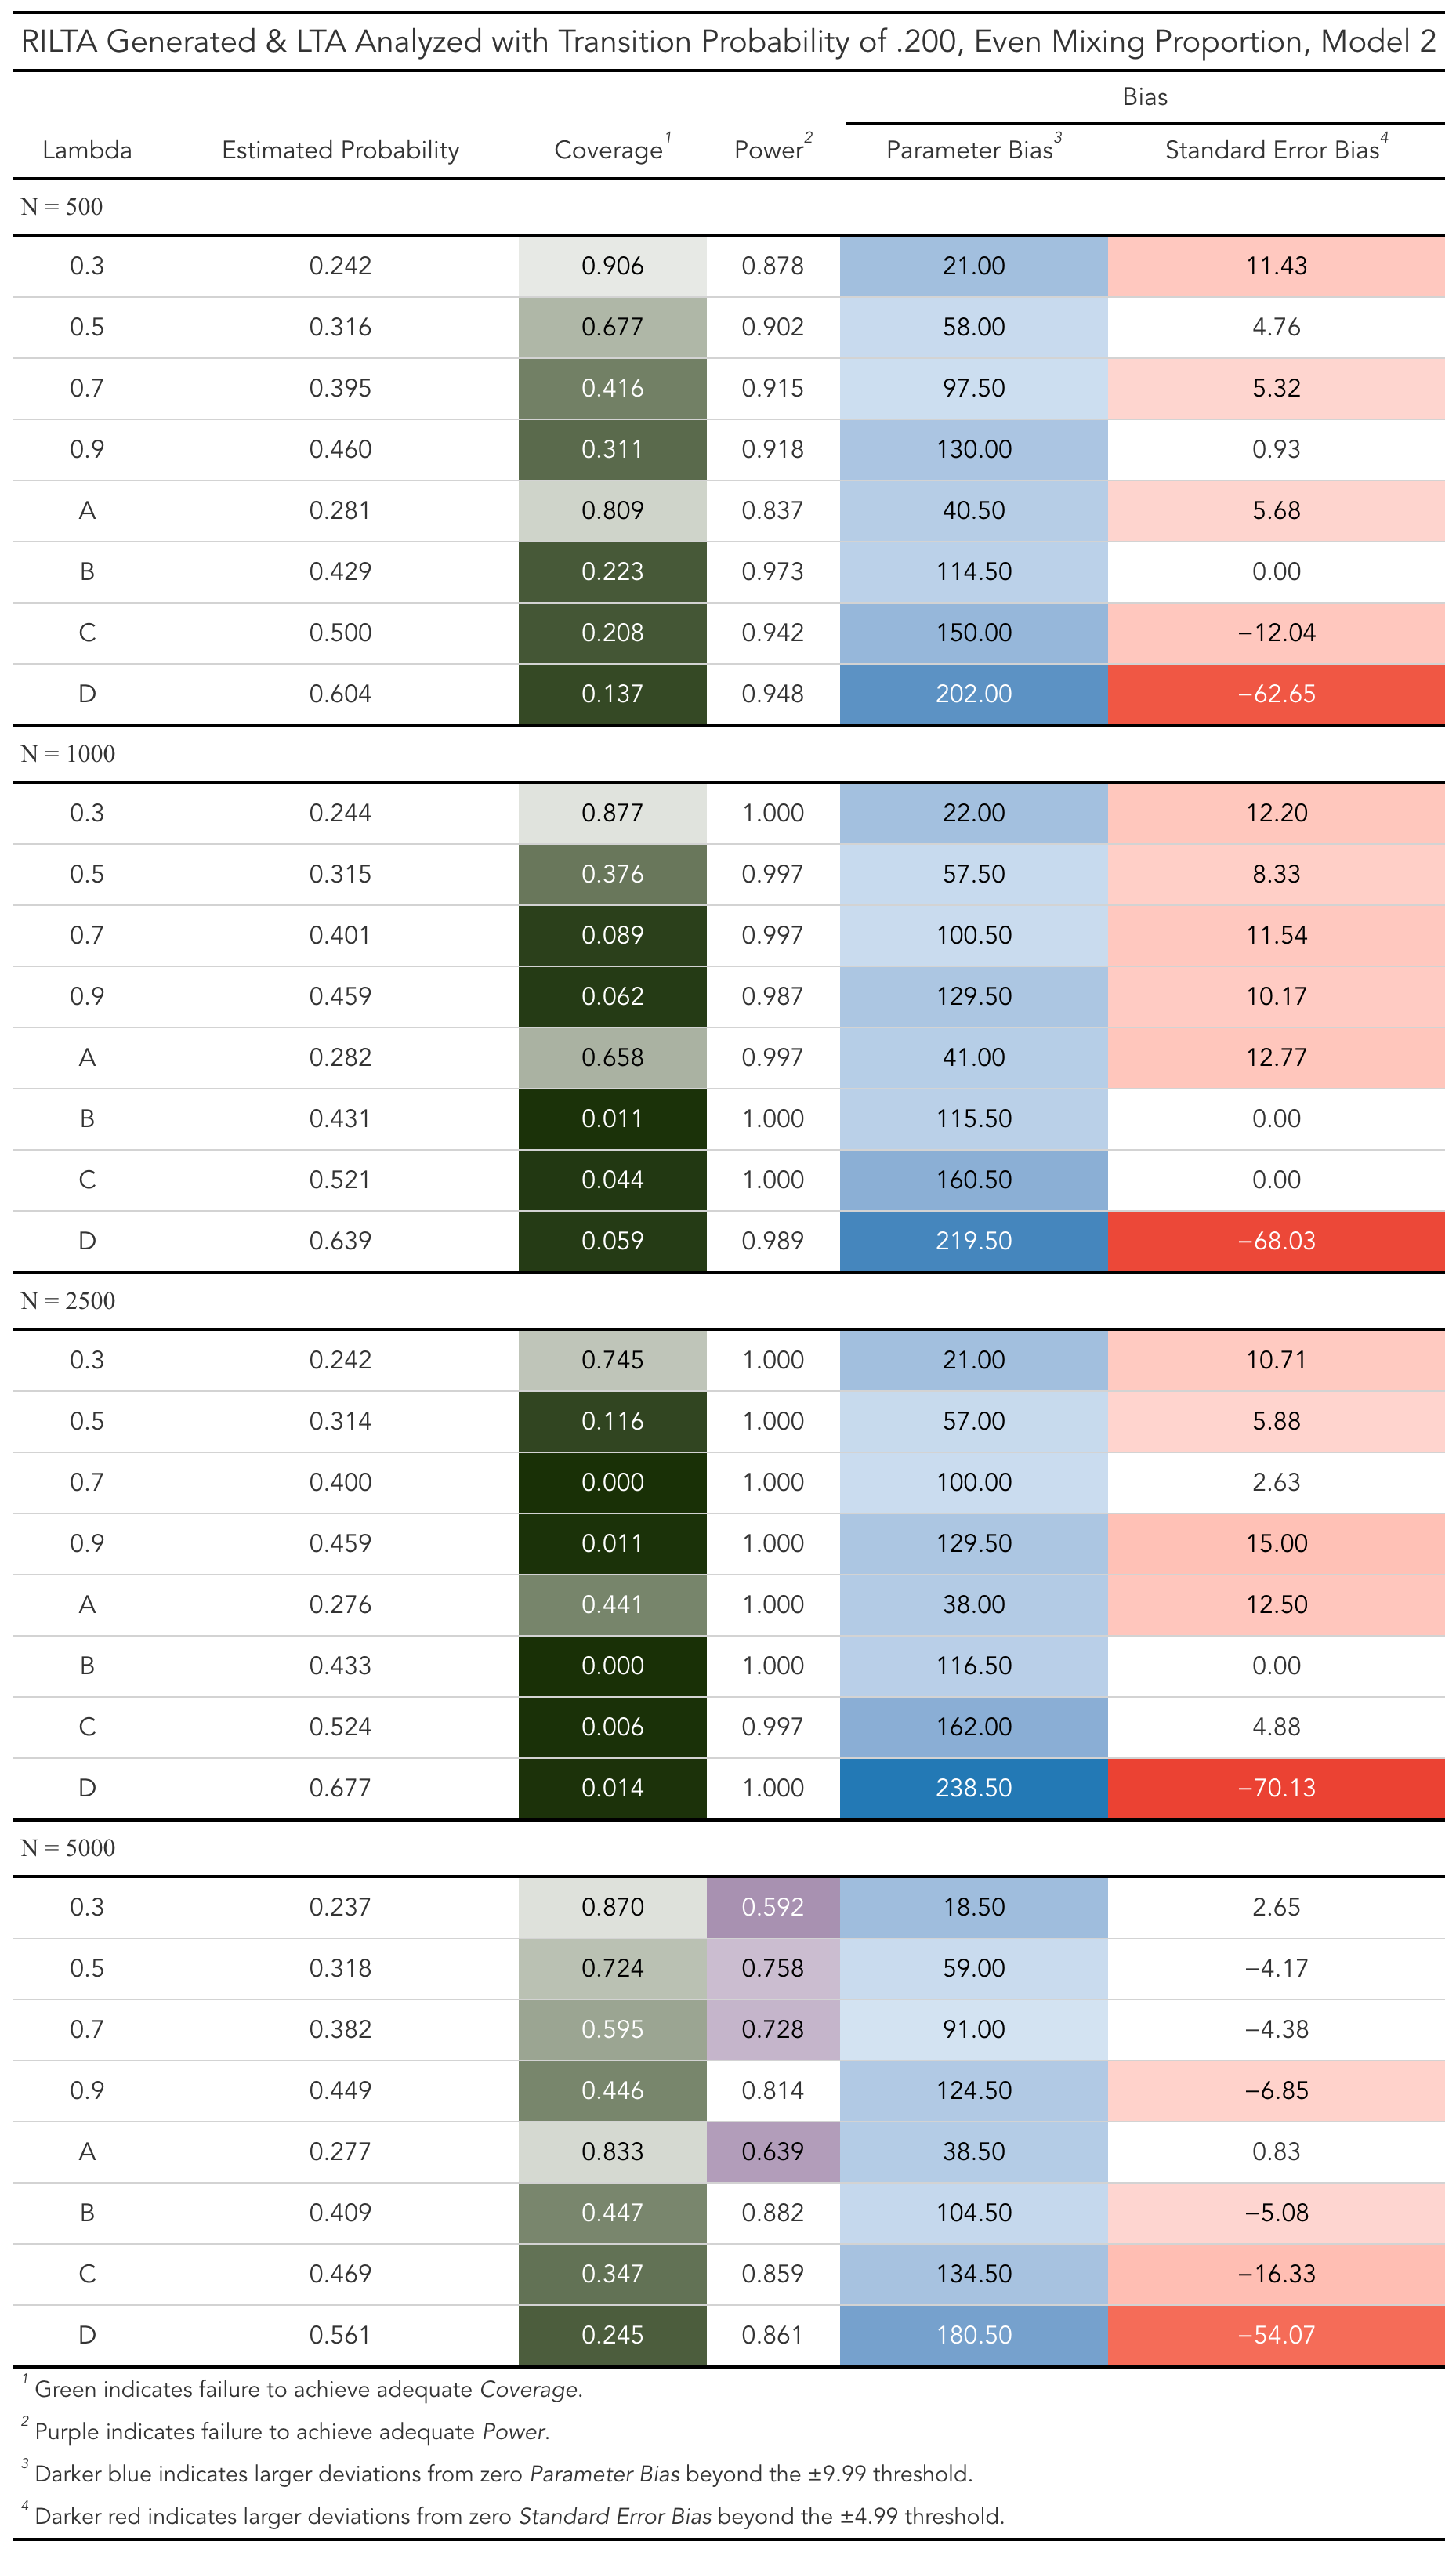 RILTA Generated & LTA Analyzed with Transition Probability of .200, Even Mixing Proportion, Model 2
Bias
Lambda Estimated Probability Coverage1 Power2 Parameter Bias3 Standard Error Bias4
N = 500
0.3 0.242 0.906 0.878 21.00 11.43
0.5 0.316 0.677 0.902 58.00 4.76
0.7 0.395 0.416 0.915 97.50 5.32
0.9 0.460 0.311 0.918 130.00 0.93
A 0.281 0.809 0.837 40.50 5.68
B 0.429 0.223 0.973 114.50 0.00
C 0.500 0.208 0.942 150.00 −12.04
D 0.604 0.137 0.948 202.00 −62.65
N = 1000
0.3 0.244 0.877 1.000 22.00 12.20
0.5 0.315 0.376 0.997 57.50 8.33
0.7 0.401 0.089 0.997 100.50 11.54
0.9 0.459 0.062 0.987 129.50 10.17
A 0.282 0.658 0.997 41.00 12.77
B 0.431 0.011 1.000 115.50 0.00
C 0.521 0.044 1.000 160.50 0.00
D 0.639 0.059 0.989 219.50 −68.03
N = 2500
0.3 0.242 0.745 1.000 21.00 10.71
0.5 0.314 0.116 1.000 57.00 5.88
0.7 0.400 0.000 1.000 100.00 2.63
0.9 0.459 0.011 1.000 129.50 15.00
A 0.276 0.441 1.000 38.00 12.50
B 0.433 0.000 1.000 116.50 0.00
C 0.524 0.006 0.997 162.00 4.88
D 0.677 0.014 1.000 238.50 −70.13
N = 5000
0.3 0.237 0.870 0.592 18.50 2.65
0.5 0.318 0.724 0.758 59.00 −4.17
0.7 0.382 0.595 0.728 91.00 −4.38
0.9 0.449 0.446 0.814 124.50 −6.85
A 0.277 0.833 0.639 38.50 0.83
B 0.409 0.447 0.882 104.50 −5.08
C 0.469 0.347 0.859 134.50 −16.33
D 0.561 0.245 0.861 180.50 −54.07
1 Green indicates failure to achieve adequate Coverage.
2 Purple indicates failure to achieve adequate Power.
3 Darker blue indicates larger deviations from zero Parameter Bias beyond the ±9.99 threshold.
4 Darker red indicates larger deviations from zero Standard Error Bias beyond the ±4.99 threshold.